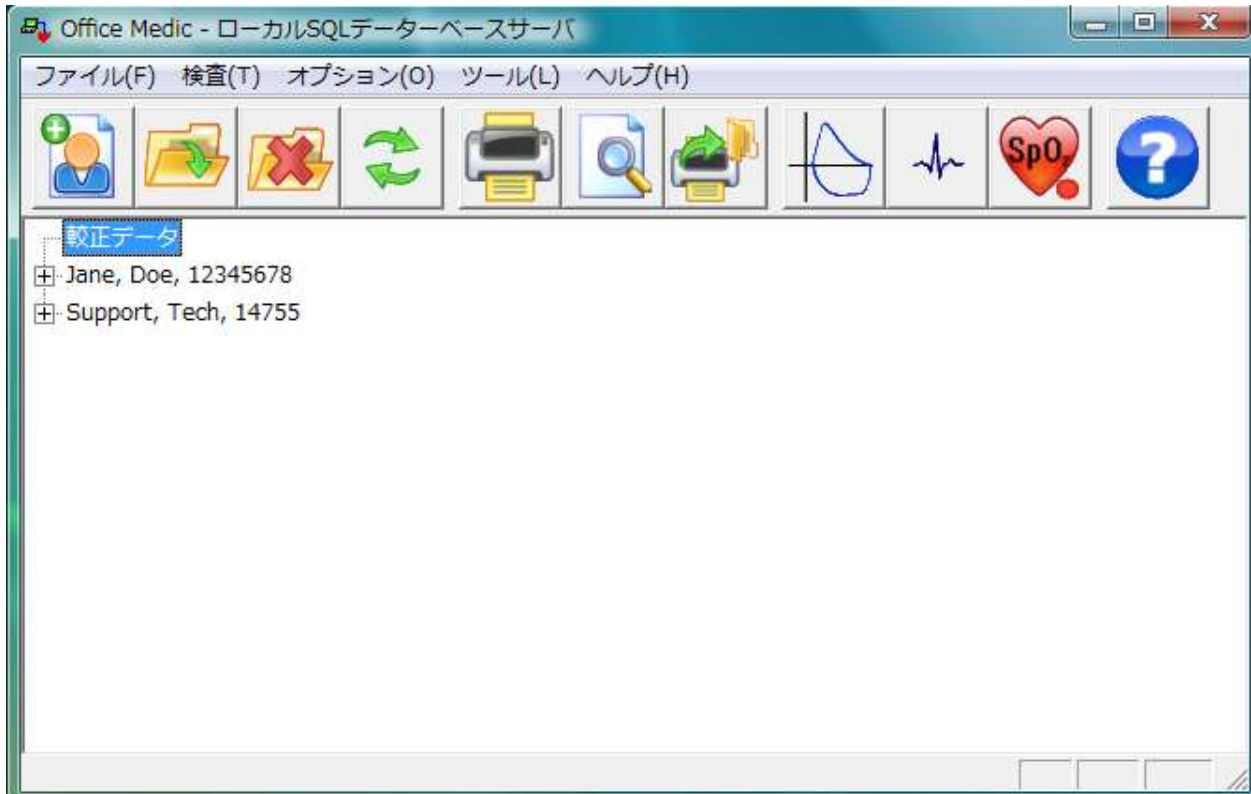 Office Medic - ローカルSQLデーターベースサーバ
ファイル(F) 検査(T) オプション(O) ツール(L) ヘルプ(H)
SpO2
較正データ
Jane, Doe, 12345678
Support, Tech, 14755